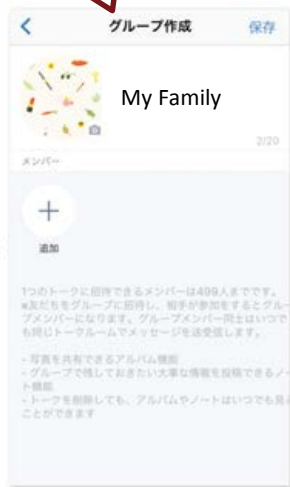 グループ作成 保存
My Family
2/20
メンバー
追加
1つのトークに招待できるメンバーは499人までです。
※友だちをグループに招待し、相手が参加をするとグルー
プメンバーになります。グループメンバー同士はいつで
も同じトークルームでメッセージを送受信します。
- 写真を共有できるアルバム機能
- グループで残しておきたい大事な情報を投稿できるノー
ト機能
- トークを削除しても、アルバムやノートはいつでも見る
ことができます